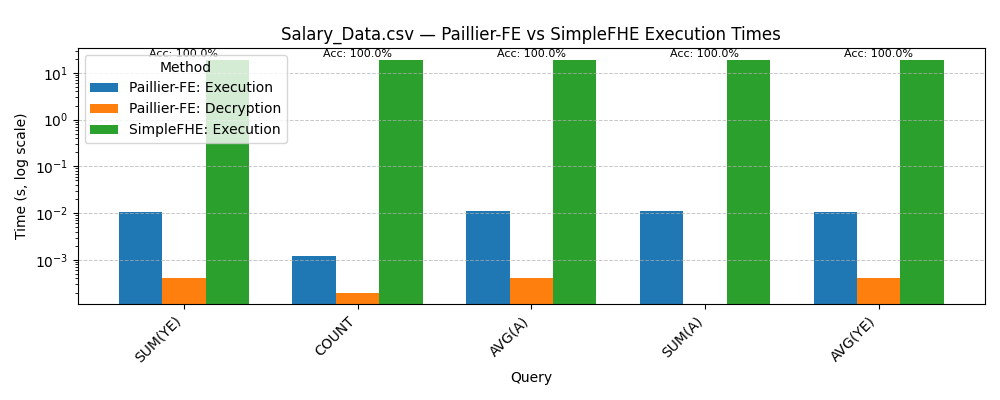 Salary_Data.csv — Paillier-FE vs SimpleFHE Execution Times
Acc: 100.0%
Acc: 100.0%
Acc: 100.0%
Acc: 100.0%
Acc: 100.0%
Method
Paillier-FE: Execution
Paillier-FE: Decryption
SimpleFHE: Execution
Time (s, log scale)
10¹
10⁰
10⁻¹
10⁻²
10⁻³
SUM(YE)
COUNT
AVG(A)
SUM(A)
AVG(YE)
Query